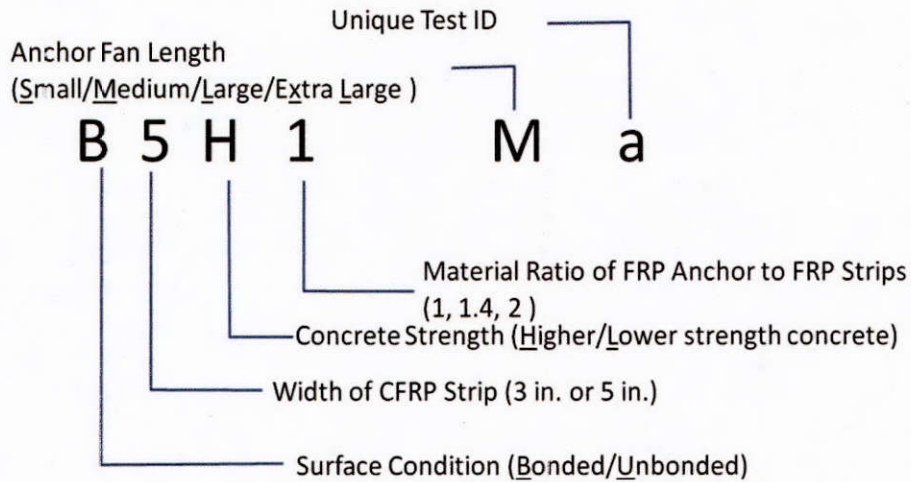 Unique Test ID
Anchor Fan Length
(Small/Medium/Large/Extra Large )
B 5 H 1 M a
Material Ratio of FRP Anchor to FRP Strips
(1, 1.4, 2 )
Concrete Strength (Higher/Lower strength concrete)
Width of CFRP Strip (3 in. or 5 in.)
Surface Condition (Bonded/Unbonded)